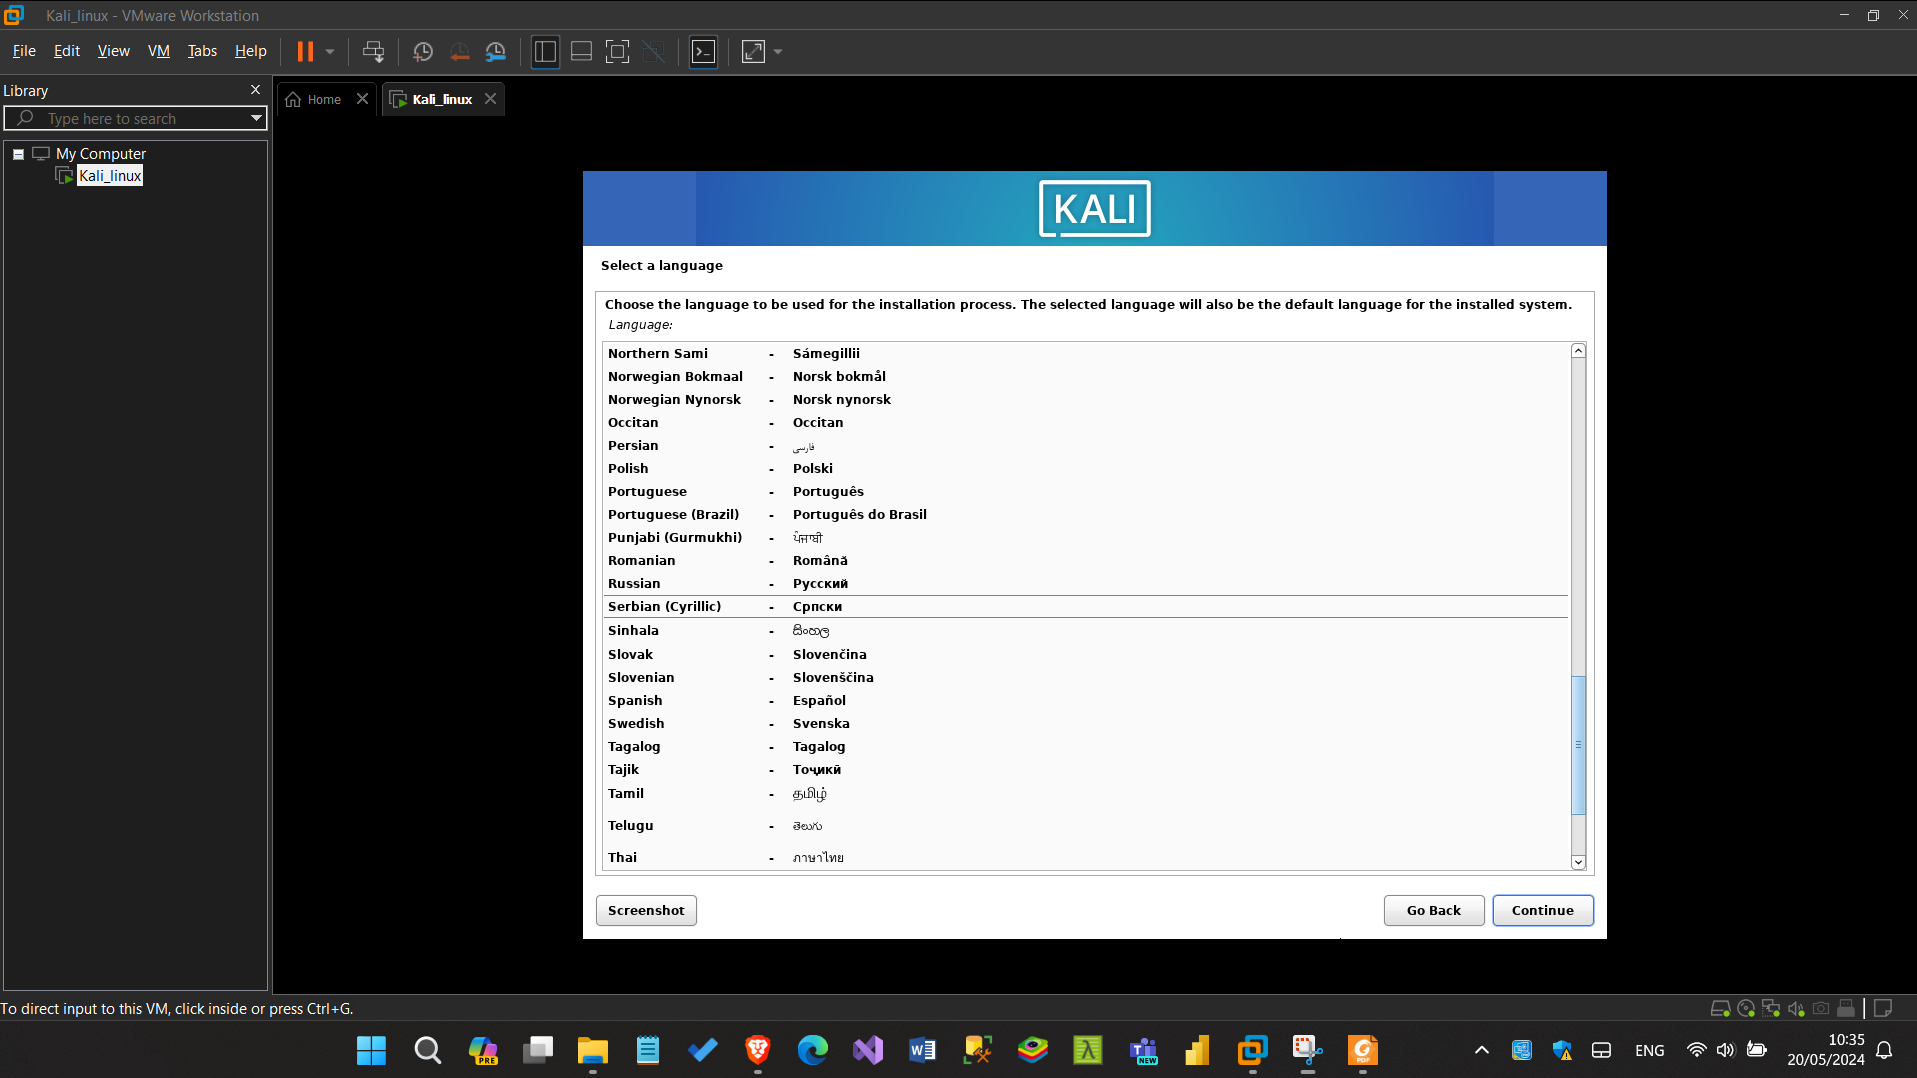 Kali_linux - VMware Workstation
File Edit View VM Tabs Help
Library
Type here to search
My Computer
Kali_linux
Home
Kali_linux
KALI
Select a language
Choose the language to be used for the installation process. The selected language will also be the default language for the installed system.
Language:
Northern Sami - Sámegillii
Norwegian Bokmaal - Norsk bokmål
Norwegian Nynorsk - Norsk nynorsk
Occitan - Occitan
Persian - فارسی
Polish - Polski
Portuguese - Português
Portuguese (Brazil) - Português do Brasil
Punjabi (Gurmukhi) - ਪੰਜਾਬੀ
Romanian - Română
Russian - Русский
Serbian (Cyrillic) - Српски
Sinhala - සිංහල
Slovak - Slovenčina
Slovenian - Slovenščina
Spanish - Español
Swedish - Svenska
Tagalog - Tagalog
Tajik - Тоҷикӣ
Tamil - தமிழ்
Telugu - తెలుగు
Thai - ภาษาไทย
Screenshot Go Back Continue
To direct input to this VM, click inside or press Ctrl+G.
PRE
NEW
PDF
ENG
10:35
20/05/2024